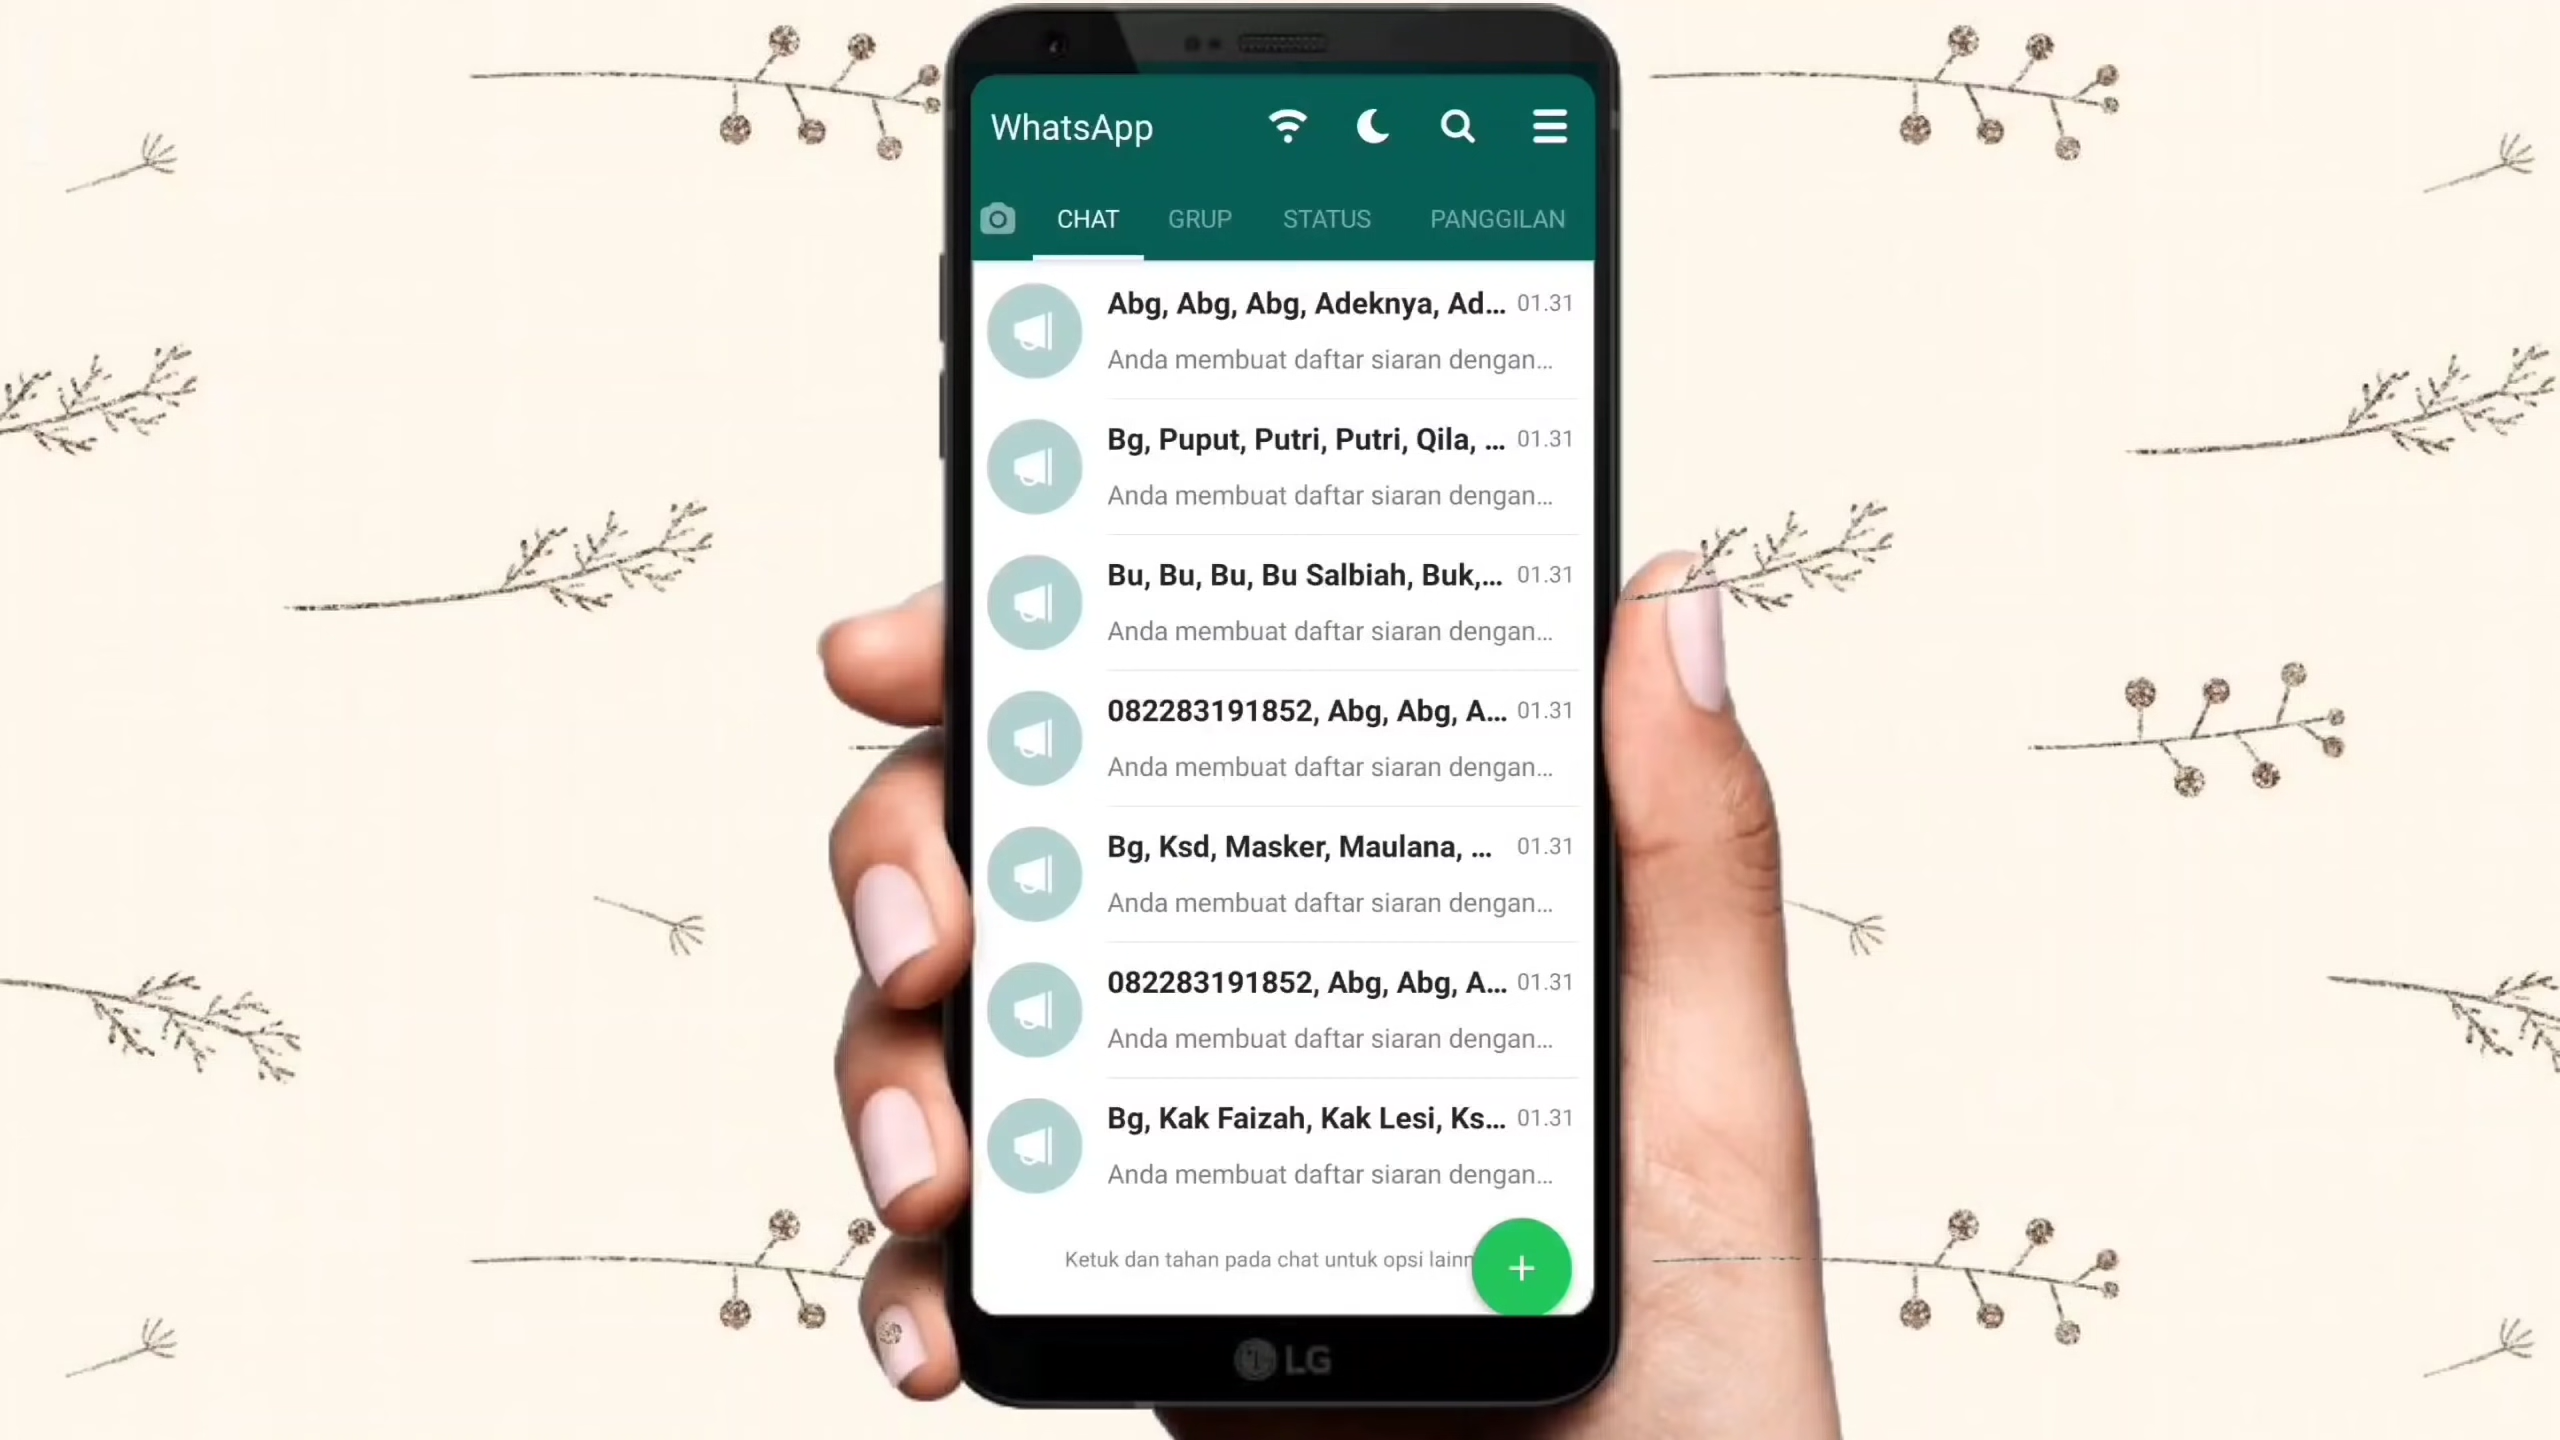 WhatsApp
CHAT GRUP STATUS PANGGILAN
Abg, Abg, Abg, Adeknya, Ad... 01.31
Anda membuat daftar siaran dengan...
Bg, Puput, Putri, Putri, Qila, ... 01.31
Anda membuat daftar siaran dengan...
Bu, Bu, Bu, Bu Salbiah, Buk,... 01.31
Anda membuat daftar siaran dengan...
082283191852, Abg, Abg, A... 01.31
Anda membuat daftar siaran dengan...
Bg, Ksd, Masker, Maulana, ... 01.31
Anda membuat daftar siaran dengan...
082283191852, Abg, Abg, A... 01.31
Anda membuat daftar siaran dengan...
Bg, Kak Faizah, Kak Lesi, Ks... 01.31
Anda membuat daftar siaran dengan...
Ketuk dan tahan pada chat untuk opsi
LG